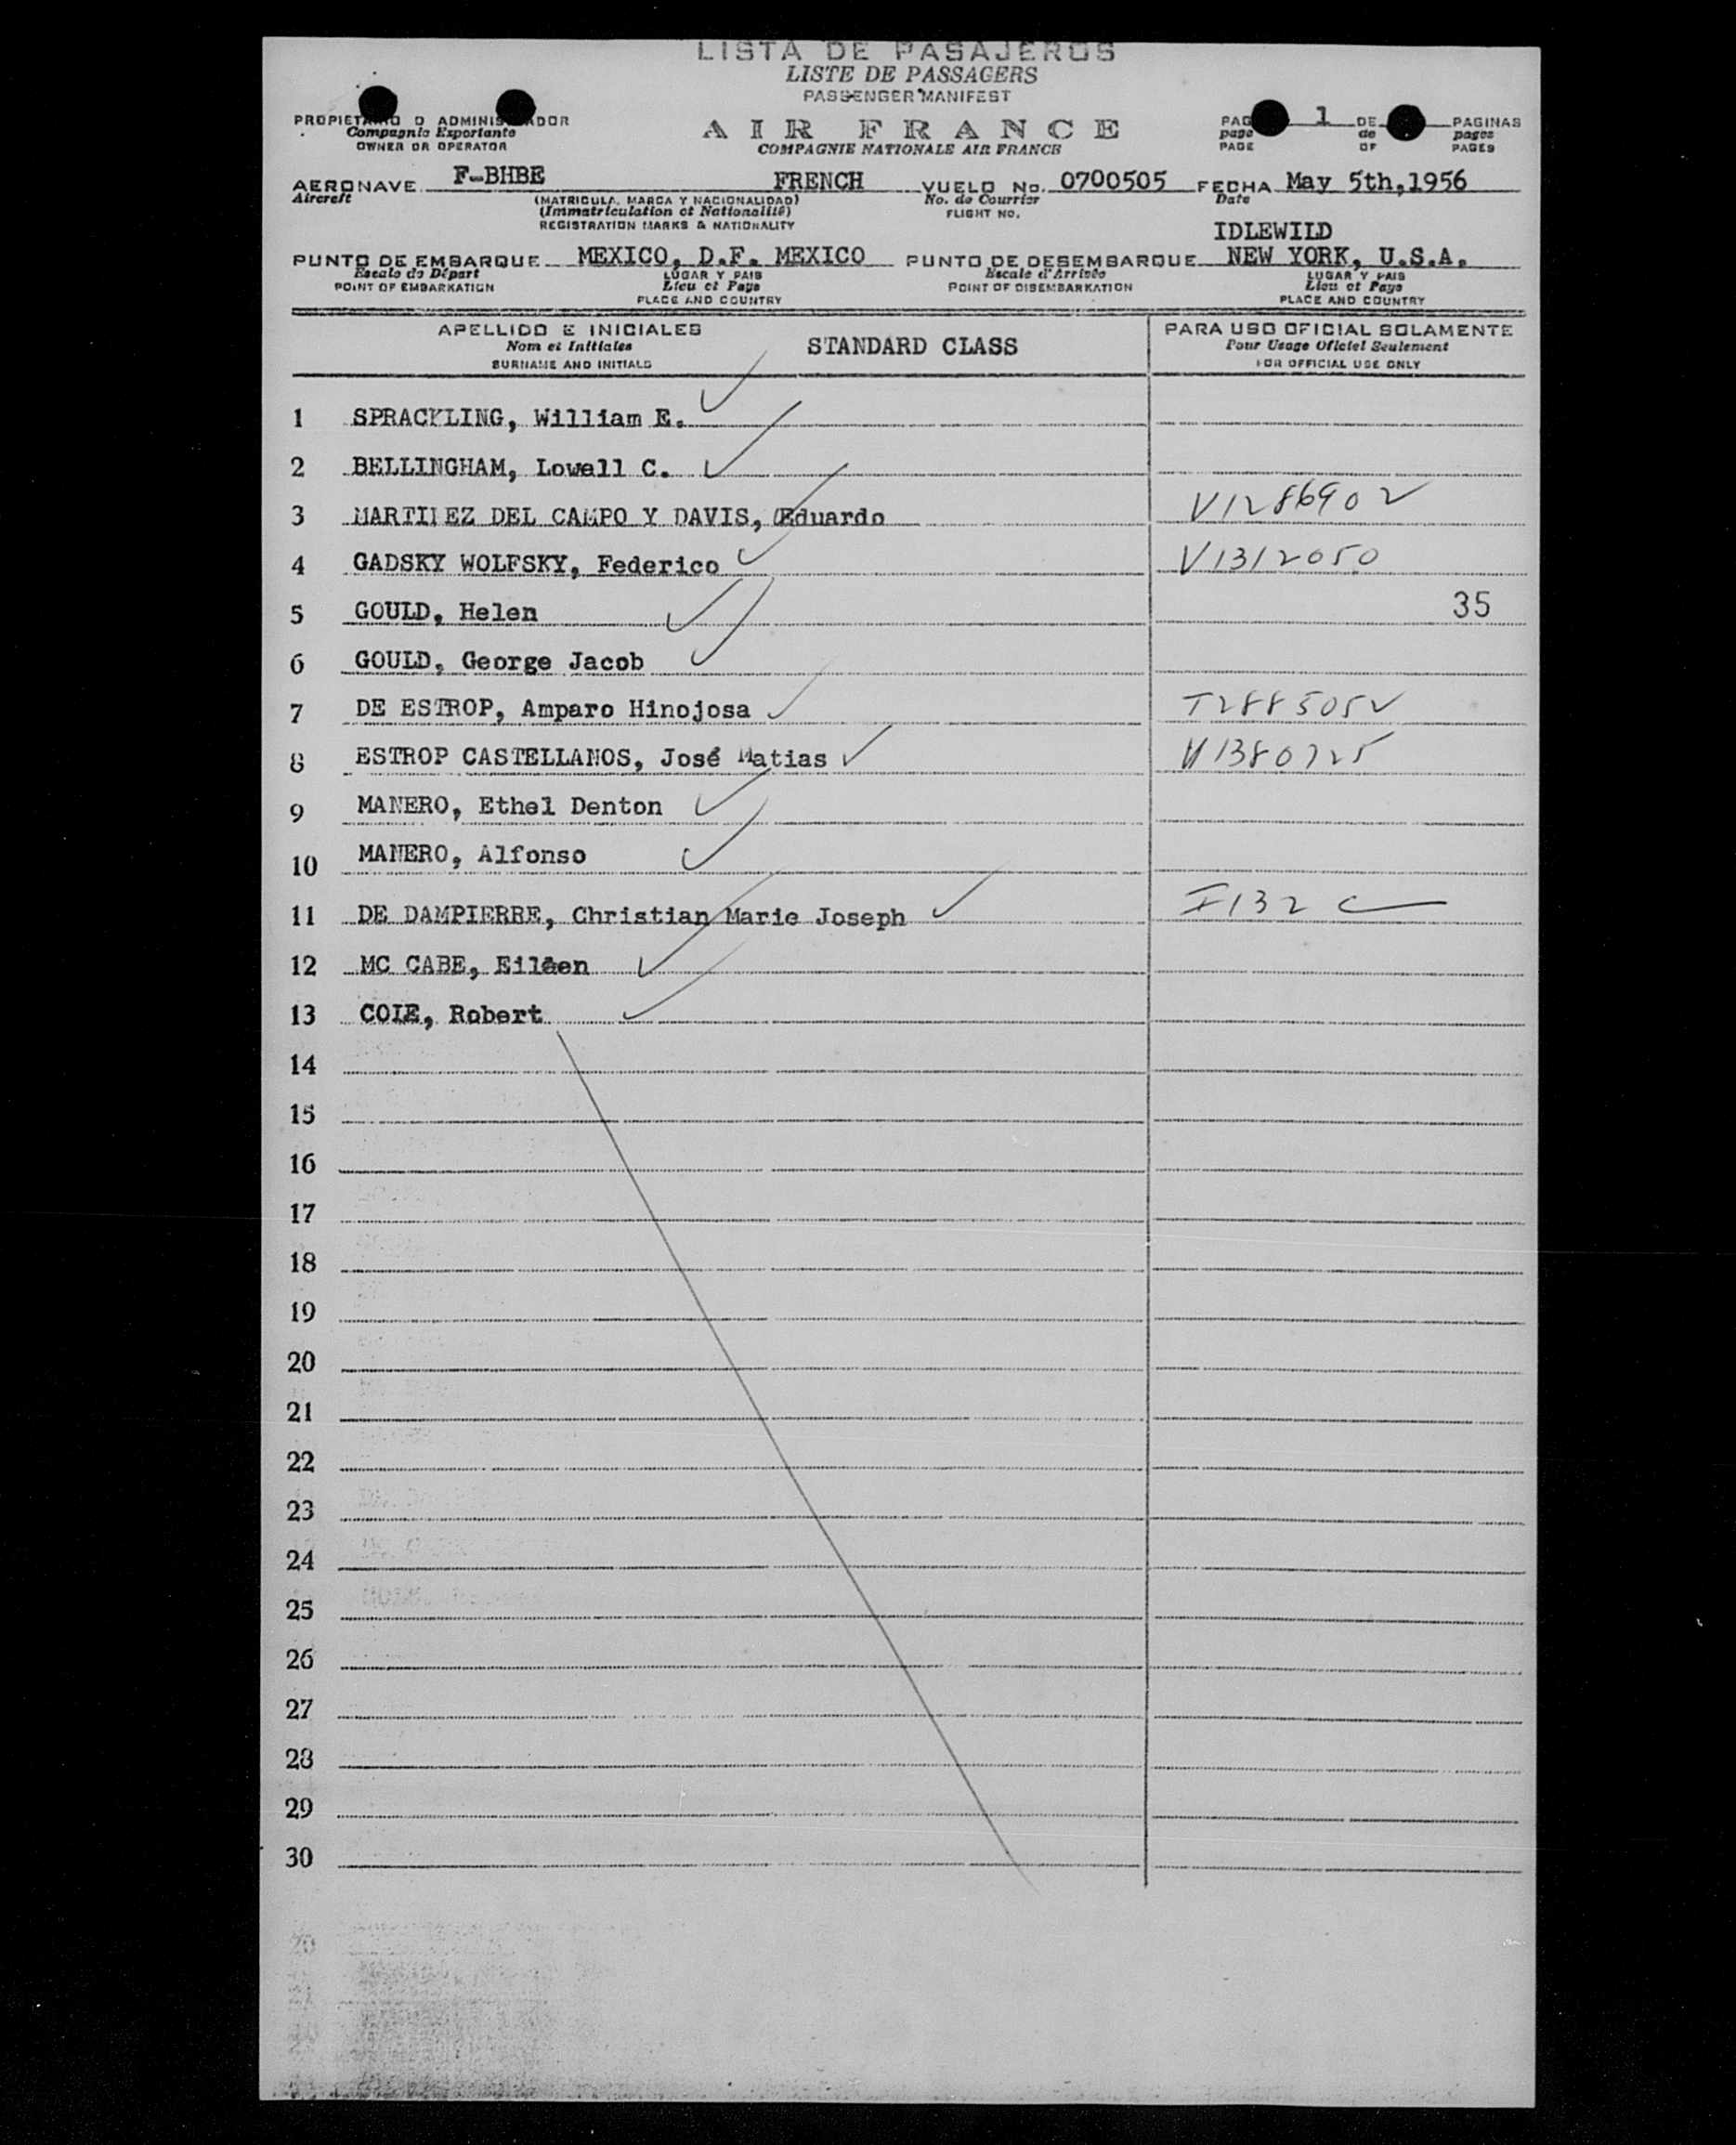 LISTA DE PASAJEROS
LISTE DE PASSAGERS
PASSENGER MANIFEST
AIR FRANCE
COMPAGNIE NATIONALE AIR FRANCE
PROPIETARIO O ADMINISTRADOR
Compagnie Exportante
OWNER OR OPERATOR
PAG 1 DE PAGINAS
page de pages
PAGE OF PAGES
AERONAVE F-BHBE FRENCH VUELO No. 0700505 FECHA May 5th,1956
Aircraft (MATRICULA, MARCA Y NACIONALIDAD) No. de Courrier Date
(Immatriculation et Nationalité) FLIGHT NO.
REGISTRATION MARKS & NATIONALITY
IDLEWILD
PUNTO DE EMBARQUE MEXICO, D.F. MEXICO PUNTO DE DESEMBARQUE NEW YORK, U.S.A.
Escale de Départ LUGAR Y PAIS Escale d'Arrivée LUGAR Y PAIS
POINT OF EMBARKATION Lieu et Pays POINT OF DISEMBARKATION Lieu et Pays
PLACE AND COUNTRY PLACE AND COUNTRY
APELLIDO E INICIALES
Nom et Initiales
SURNAME AND INITIALS
STANDARD CLASS
PARA USO OFICIAL SOLAMENTE
Pour Usage Oficiel Seulement
FOR OFFICIAL USE ONLY
1 SPRACKLING, William E.
2 BELLINGHAM, Lowell C.
3 MARTINEZ DEL CAMPO Y DAVIS, Eduardo V1286902
4 GADSKY WOLFSKY, Federico V1312050
5 GOULD, Helen 35
6 GOULD, George Jacob
7 DE ESTROP, Amparo Hinojosa T2885052
8 ESTROP CASTELLANOS, José Matias V1380725
9 MANERO, Ethel Denton
10 MANERO, Alfonso
11 DE DAMPIERRE, Christian Marie Joseph I132 C
12 MC CABE, Eileen
13 COLE, Robert
14
15
16
17
18
19
20
21
22
23
24
25
26
27
28
29
30